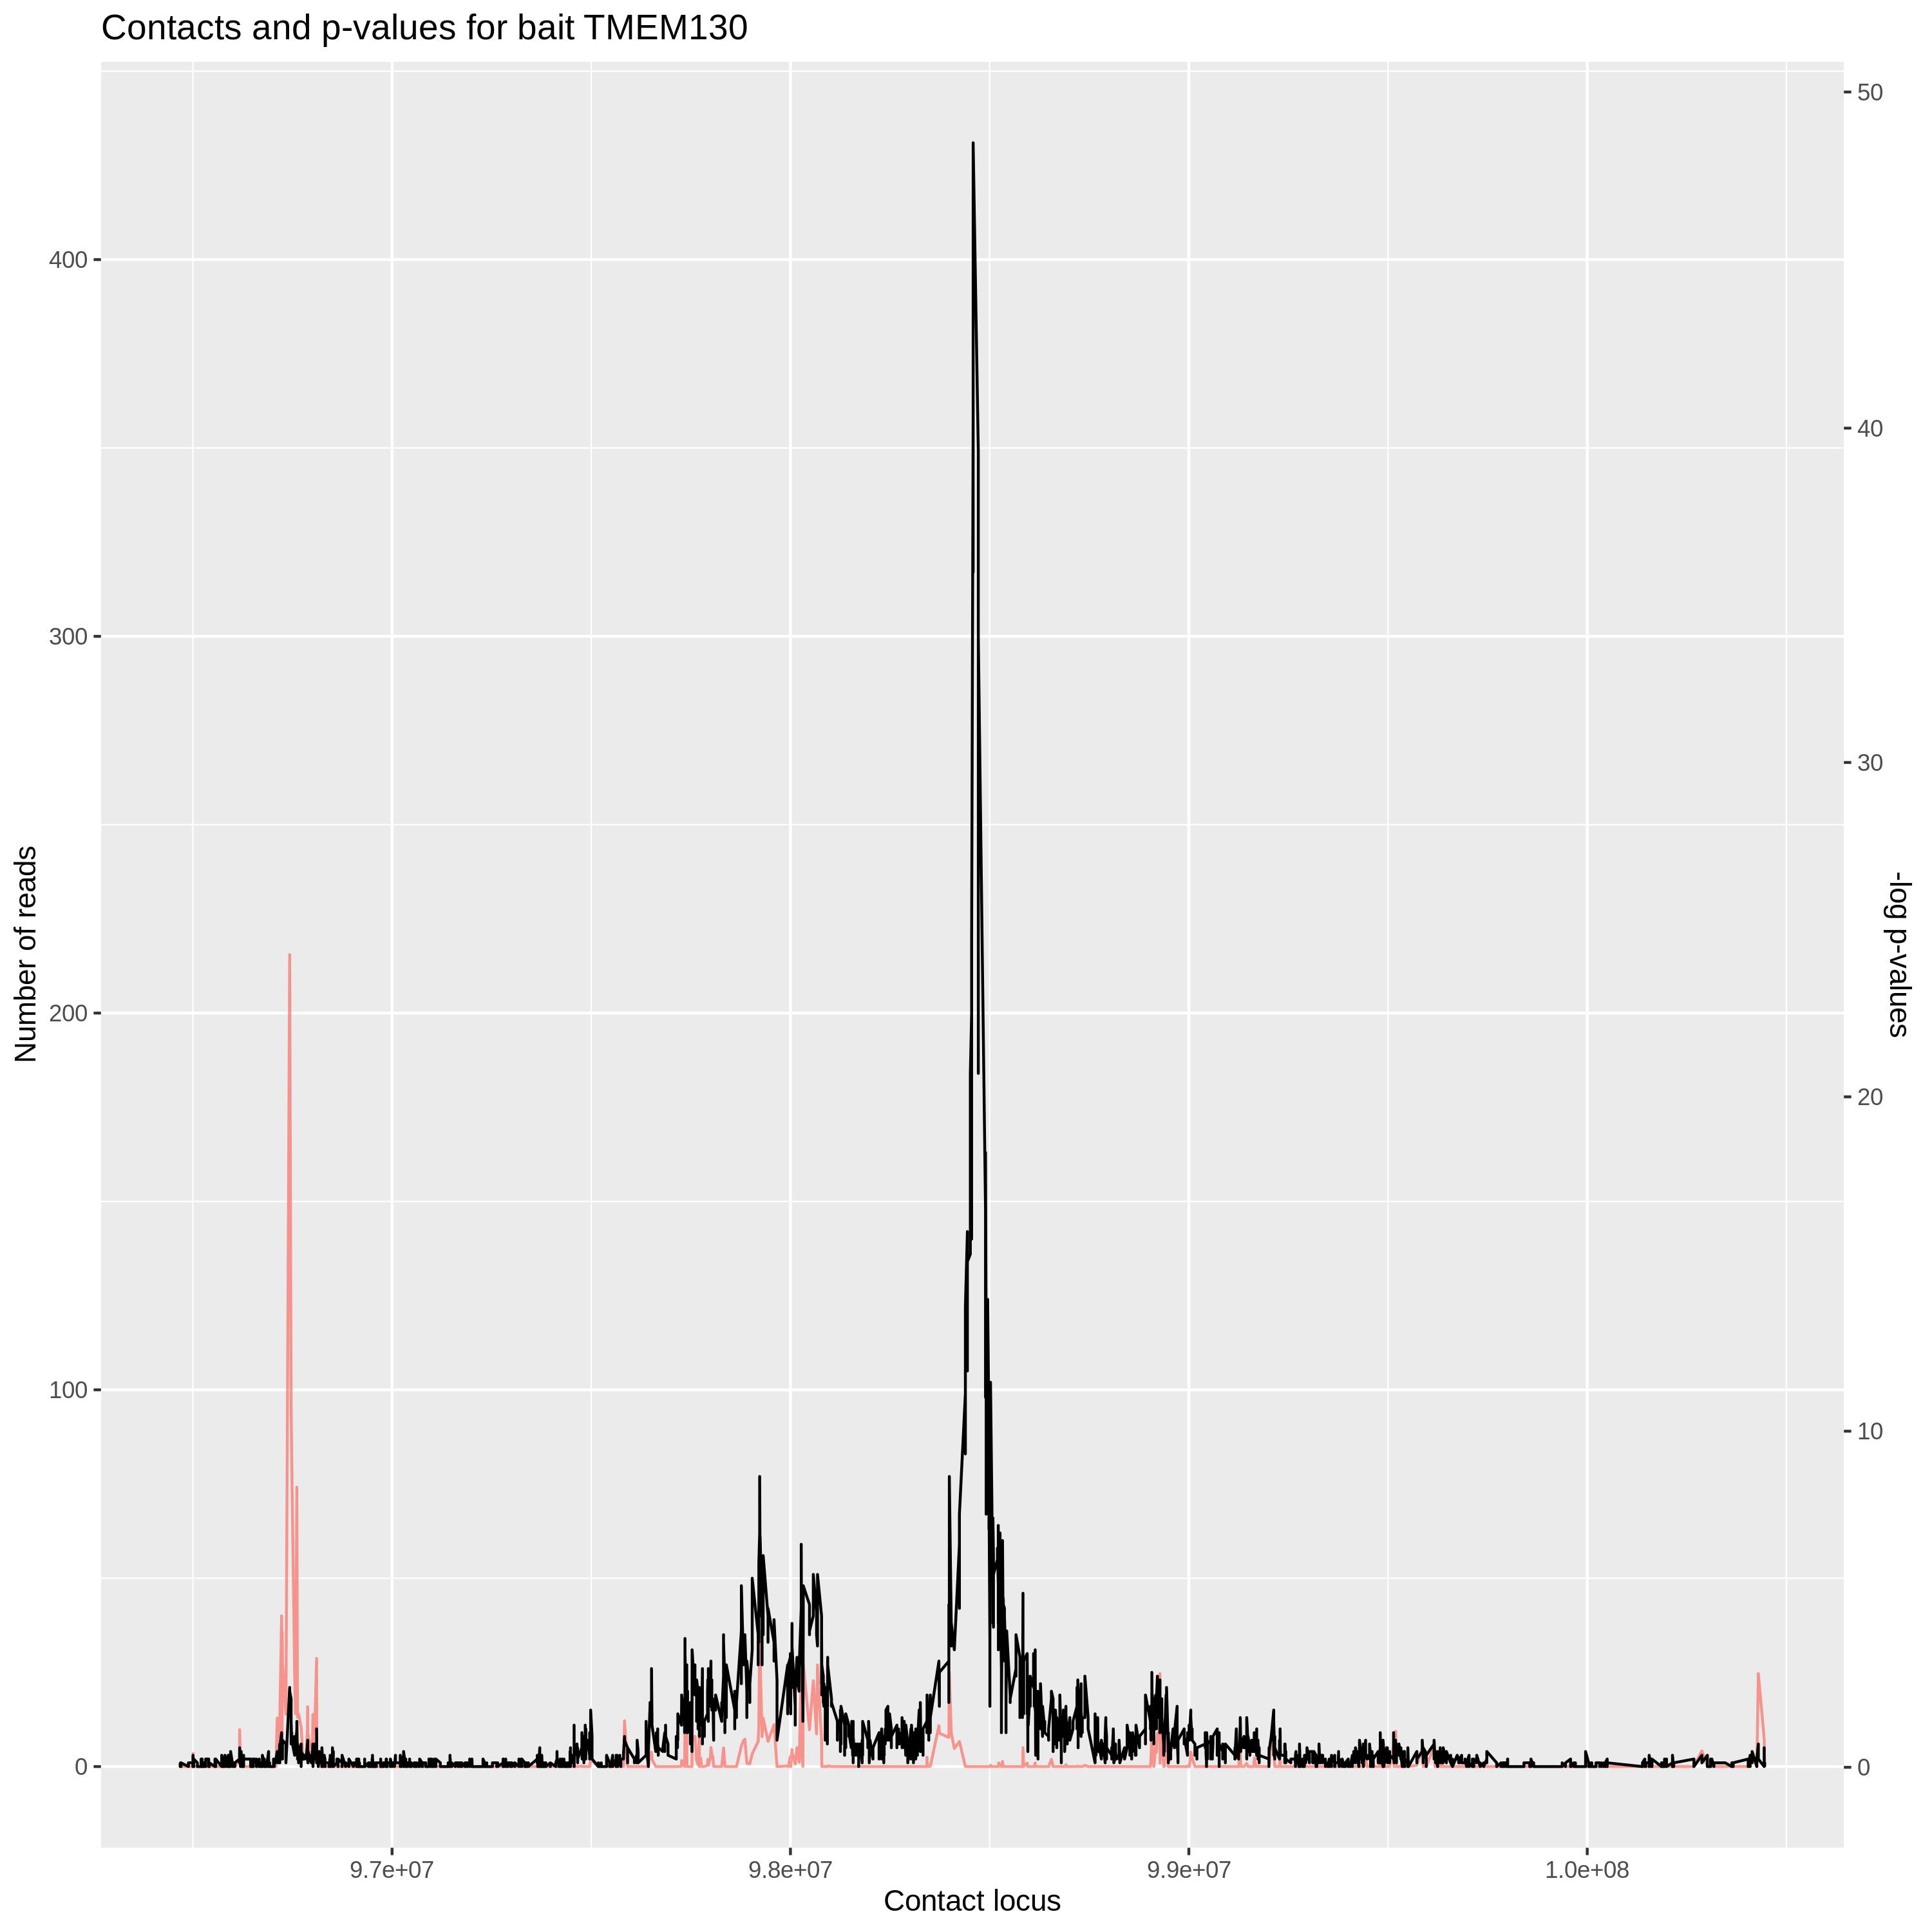 Contacts and p-values for bait TMEM130
Number of reads
400
300
200
100
0
50
40
30
20
10
0
-log p-values
9.7e+07
9.8e+07
9.9e+07
1.0e+08
Contact locus